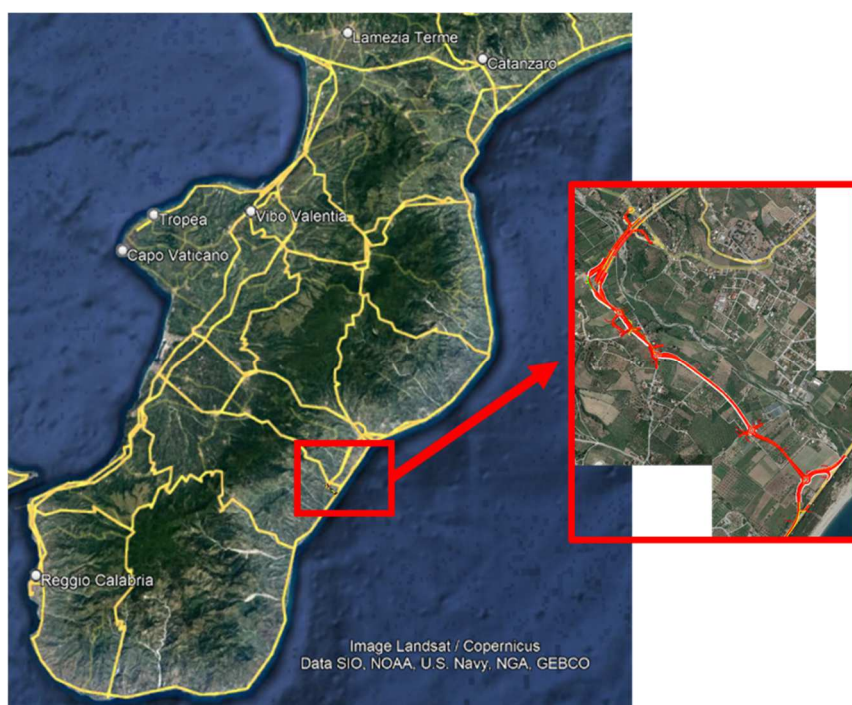 Lamezia Terme
Catanzaro
Tropea
Vibo Valentia
Capo Vaticano
Reggio Calabria
Image Landsat / Copernicus
Data SIO, NOAA, U.S. Navy, NGA, GEBCO